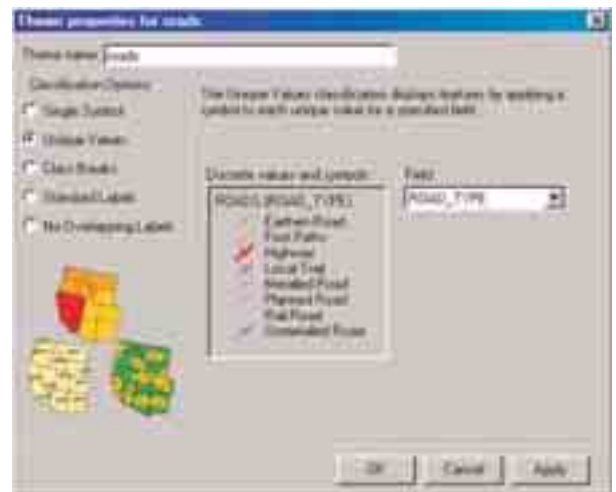 Theme properties for roads
Theme name: roads
Classification Options
Single Symbol
Unique Values
Class Breaks
Standard Labels
No Overlapping Labels
The Unique Values classification displays features by applying a
symbol to each unique value for a specified field.
Discrete values and symbols
Field
ROADS (ROAD_TYPE)
ROAD_TYPE
Earthen Road
Foot Paths
Highway
Local Trail
Metalled Road
Planned Road
Rail Road
Unmetalled Road
OK
Cancel
Apply